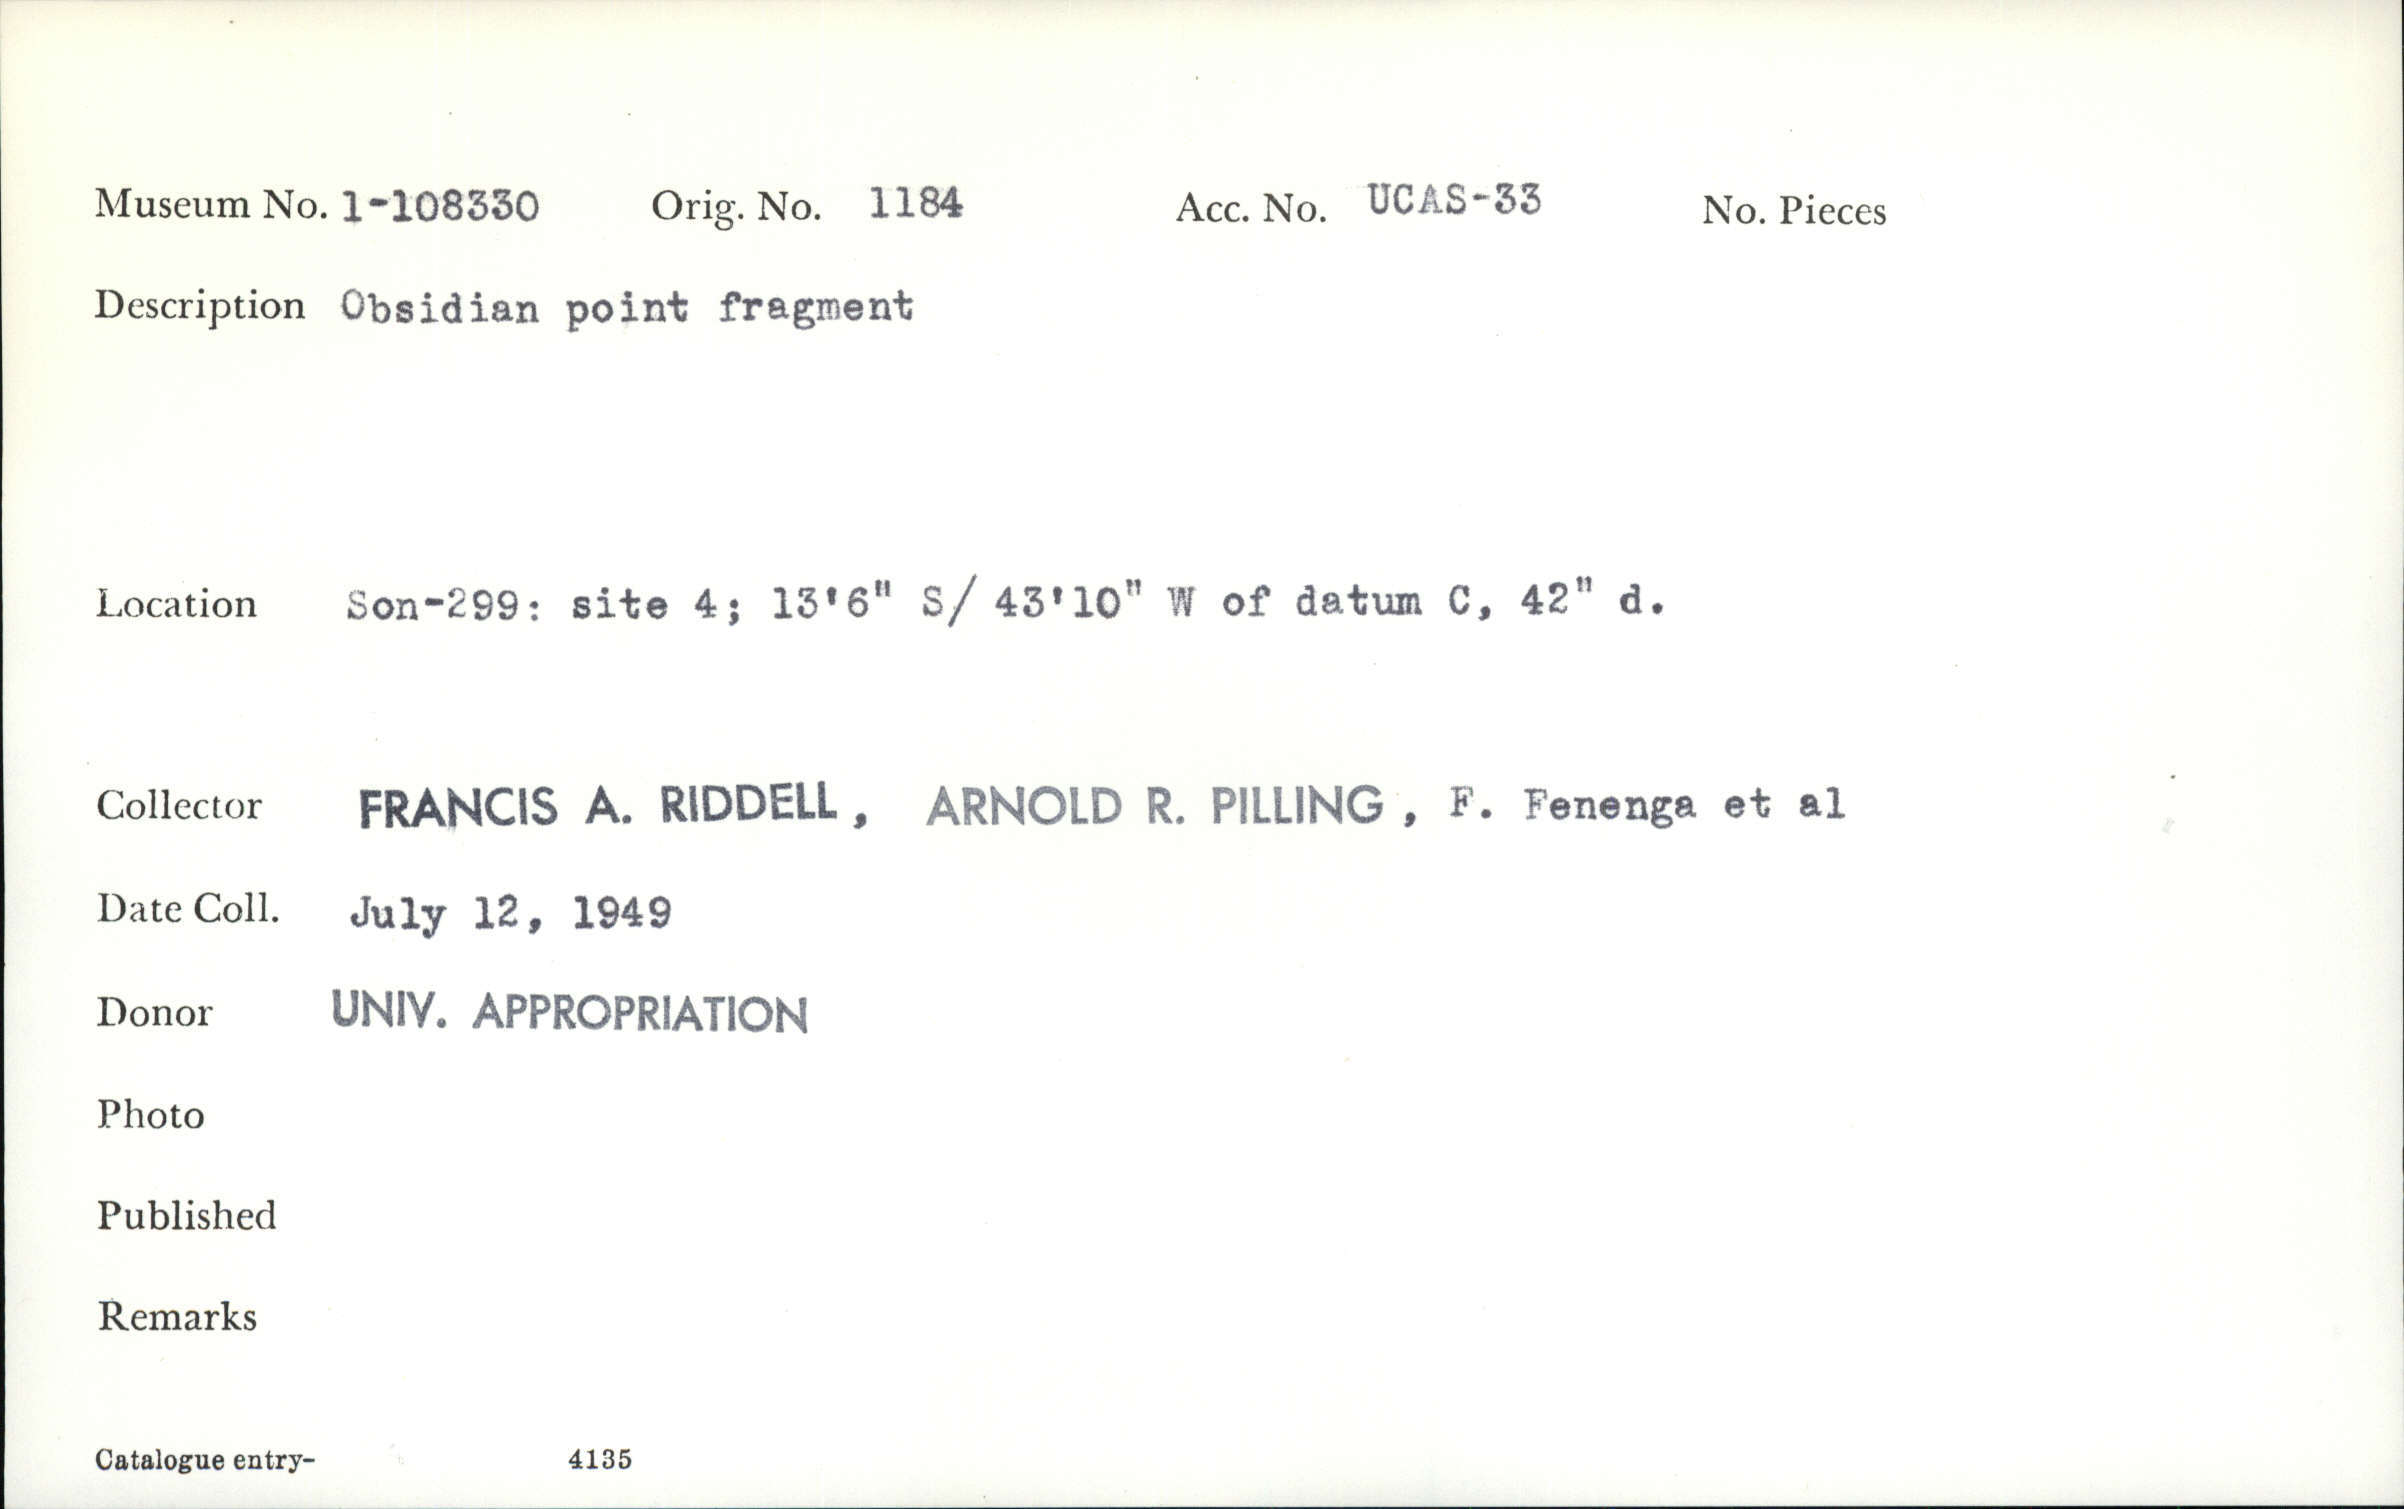 Museum No. 1-108330 Orig. No. 1184 Acc. No. UCAS-33 No. Pieces
Description Obsidian point fragment
Location Son-299: site 4; 13'6" S/ 43'10" W of datum C, 42" d.
Collector FRANCIS A. RIDDELL, ARNOLD R. PILLING, F. Fenenga et al
Date Coll. July 12, 1949
Donor UNIV. APPROPRIATION
Photo
Published
Remarks
Catalogue entry- 4135